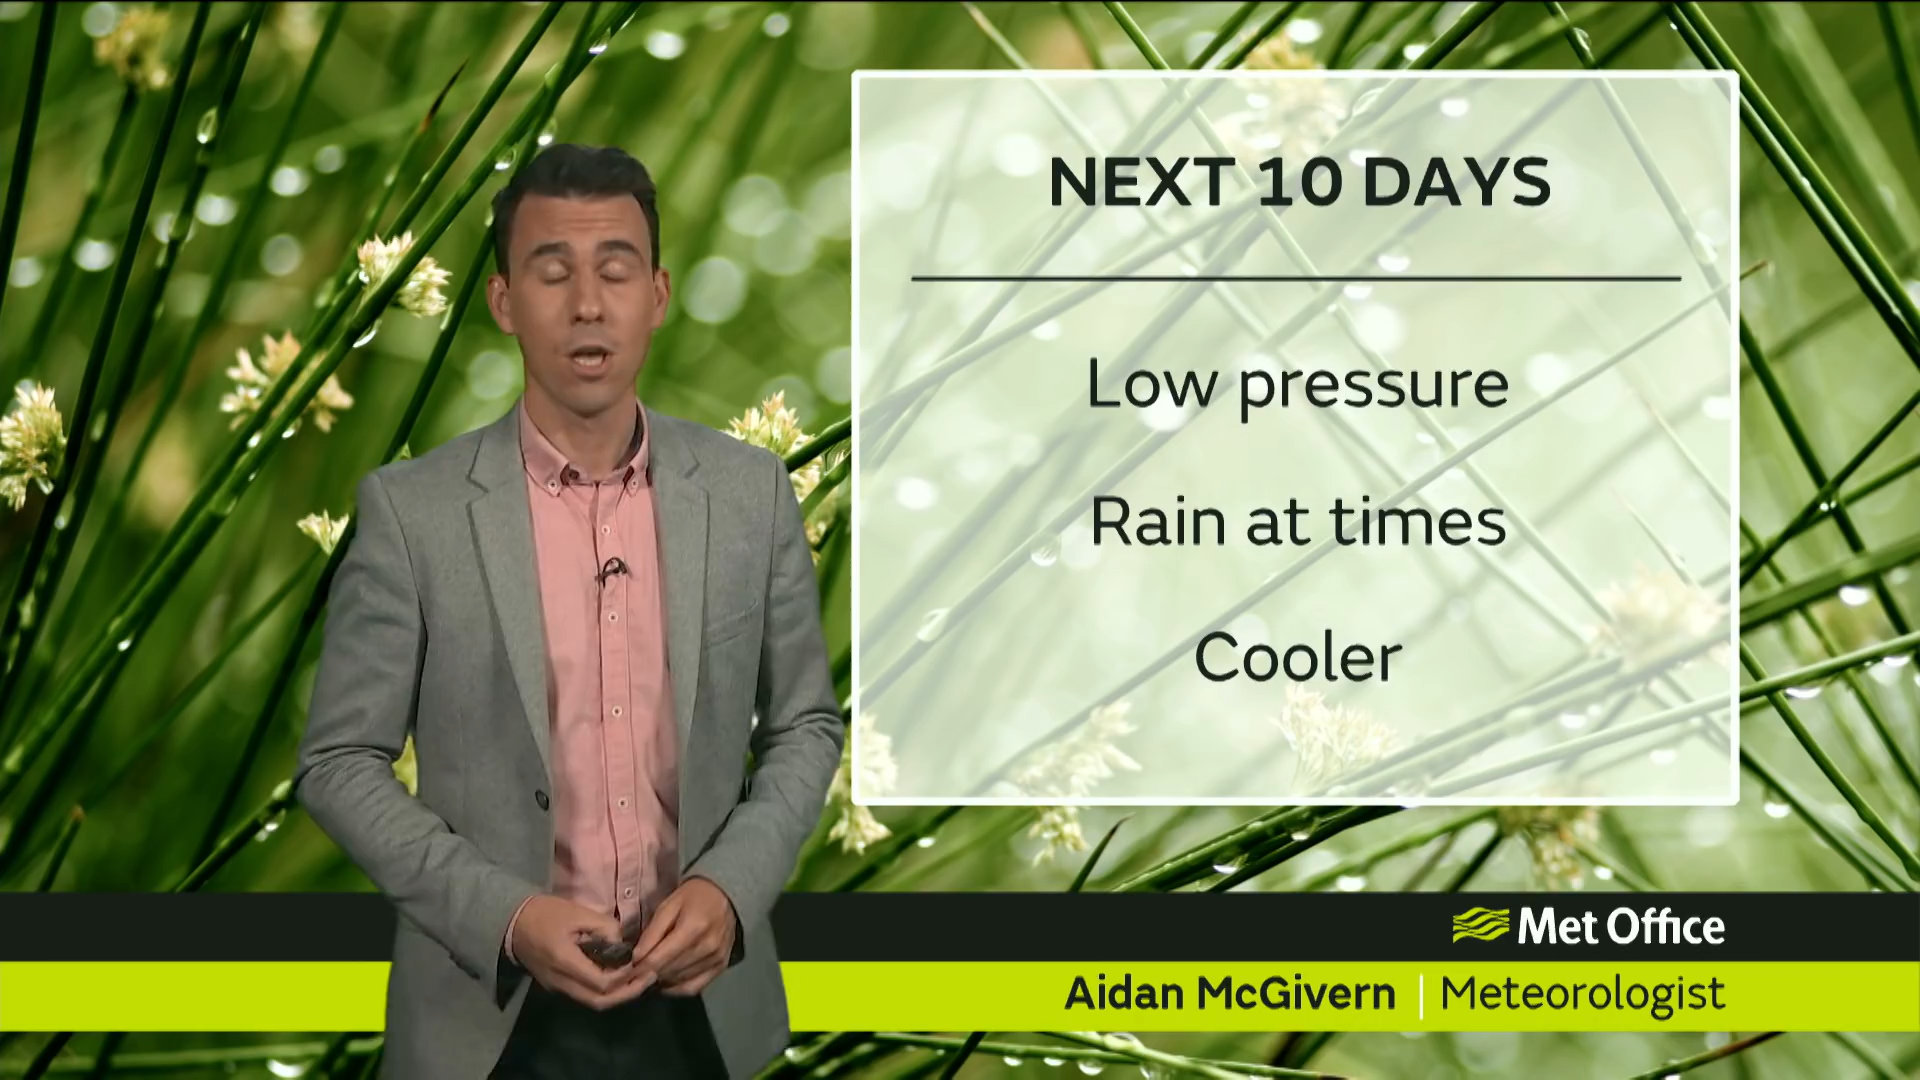 NEXT 10 DAYS
Low pressure
Rain at times
Cooler
Met Office
Aidan McGivern | Meteorologist